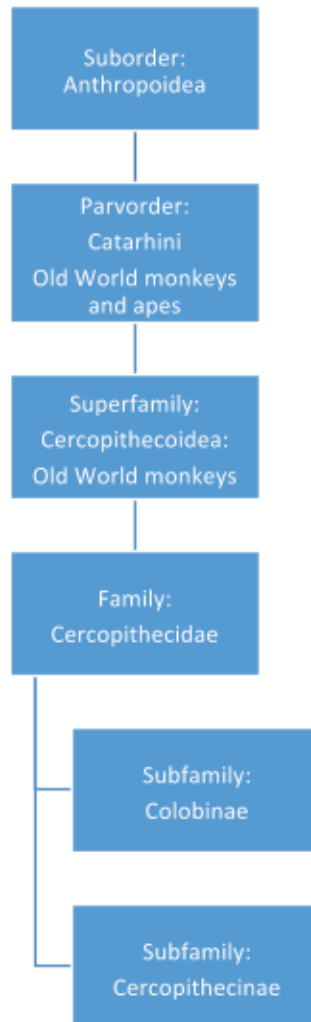 Suborder:
Anthropoidea
Parvorder:
Catarhini
Old World monkeys
and apes
Superfamily:
Cercopithecoidea:
Old World monkeys
Family:
Cercopithecidae
Subfamily:
Colobinae
Subfamily:
Cercopithecinae